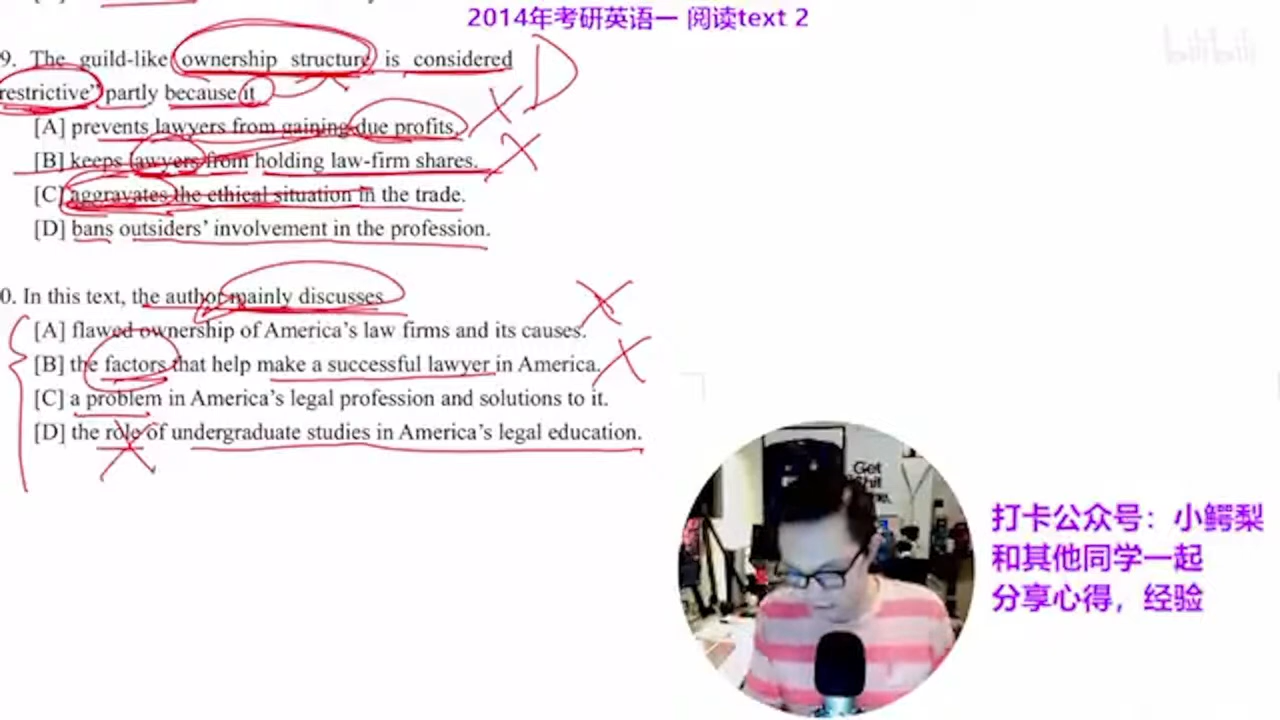 2014年考研英语一 阅读text 2
bilibili
9. The guild-like ownership structure is considered
restrictive" partly because it
D
[A] prevents lawyers from gaining due profits.
[B] keeps lawyers from holding law-firm shares.
[C] aggravates the ethical situation in the trade.
[D] bans outsiders' involvement in the profession.
0. In this text, the author mainly discusses
[A] flawed ownership of America's law firms and its causes.
[B] the factors that help make a successful lawyer in America.
[C] a problem in America's legal profession and solutions to it.
[D] the role of undergraduate studies in America's legal education.
Get
打卡公众号：小鳄梨
和其他同学一起
分享心得，经验